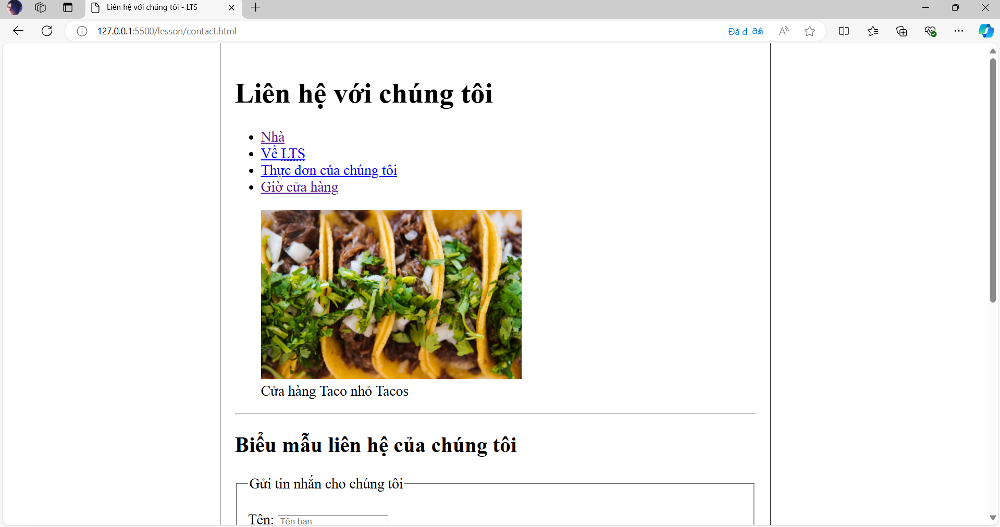 Liên hệ với chúng tôi - LTS
127.0.0.1:5500/lesson/contact.html
Đã d
Liên hệ với chúng tôi
Nhà
Về LTS
Thực đơn của chúng tôi
Giờ cửa hàng
Cửa hàng Taco nhỏ Tacos
Biểu mẫu liên hệ của chúng tôi
Gửi tin nhắn cho chúng tôi
Tên: Tên bạn